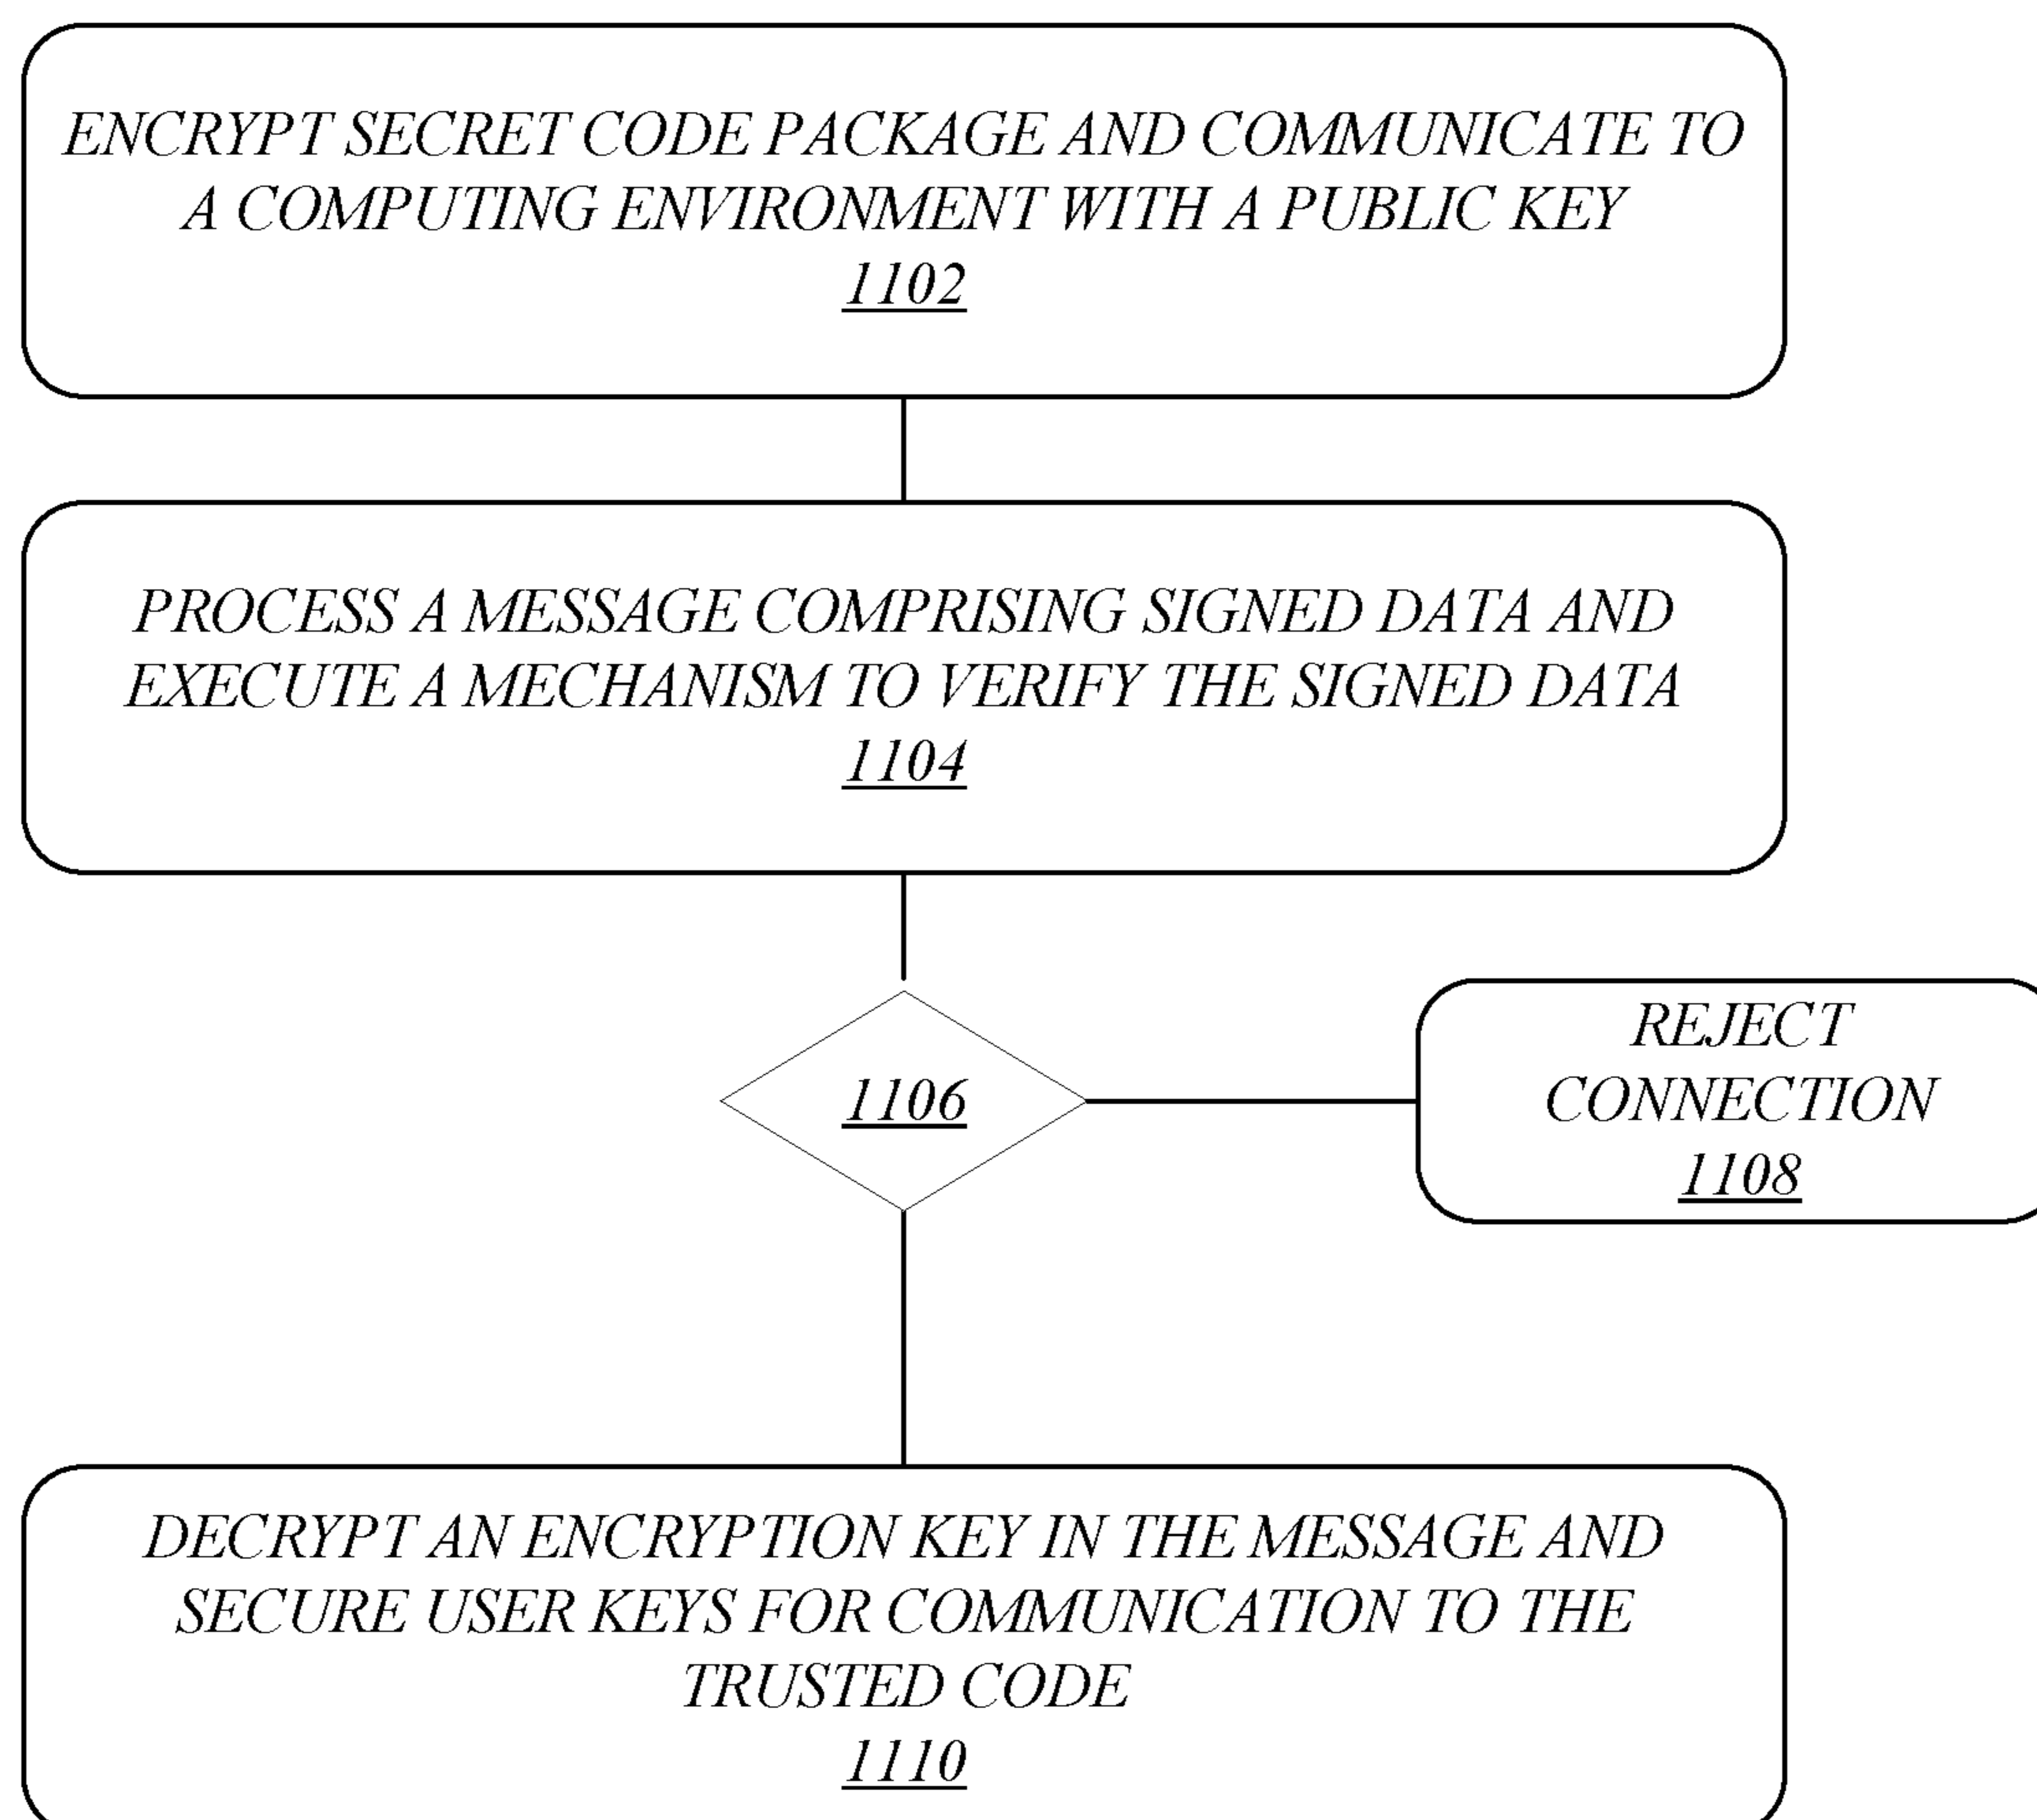 ENCRYPT SECRET CODE PACKAGE AND COMMUNICATE TO
A COMPUTING ENVIRONMENT WITH A PUBLIC KEY
1102
PROCESS A MESSAGE COMPRISING SIGNED DATA AND
EXECUTE A MECHANISM TO VERIFY THE SIGNED DATA
1104
1106
REJECT
CONNECTION
1108
DECRYPT AN ENCRYPTION KEY IN THE MESSAGE AND
SECURE USER KEYS FOR COMMUNICATION TO THE
TRUSTED CODE
1110